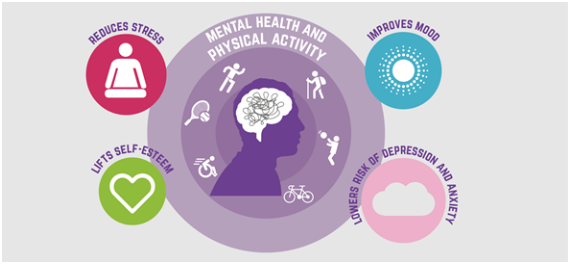 MENTAL HEALTH AND
PHYSICAL ACTIVITY
REDUCES STRESS
IMPROVES MOOD
LIFTS SELF-ESTEEM
LOWERS RISK OF DEPRESSION AND ANXIETY